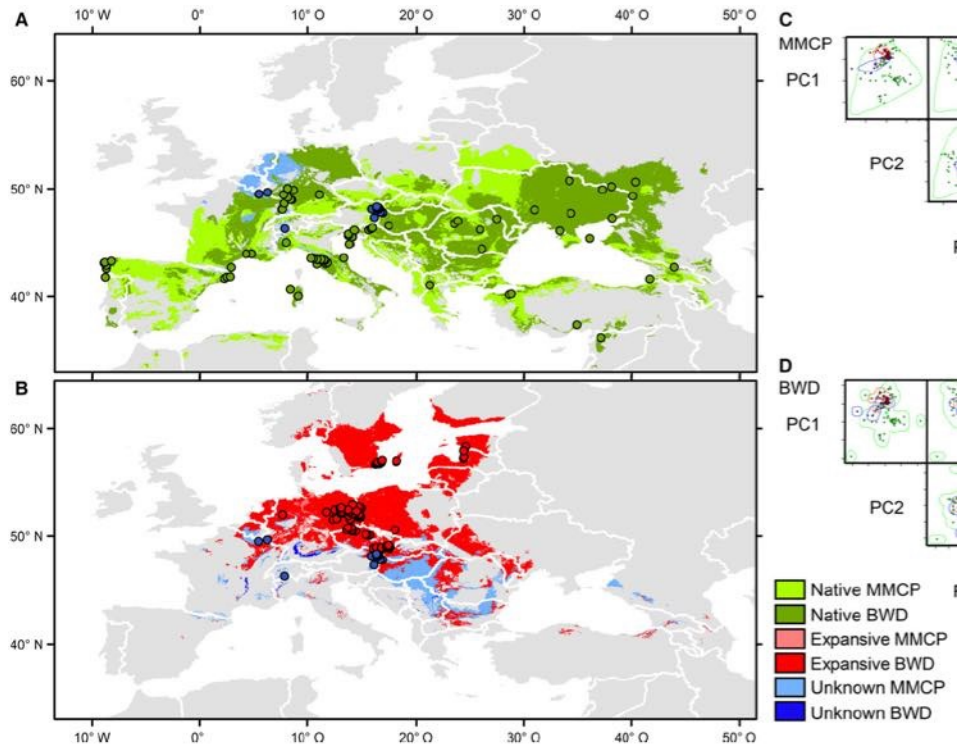 A
10° W 0° 10° O 20° O 30° O 40° O 50° O
60° N
50° N
40° N
B
60° N
50° N
40° N
10° W 0° 10° O 20° O 30° O 40° O 50° O
C
MMCP
PC1
PC2
D
BWD
PC1
PC2
Native MMCP
Native BWD
Expansive MMCP
Expansive BWD
Unknown MMCP
Unknown BWD